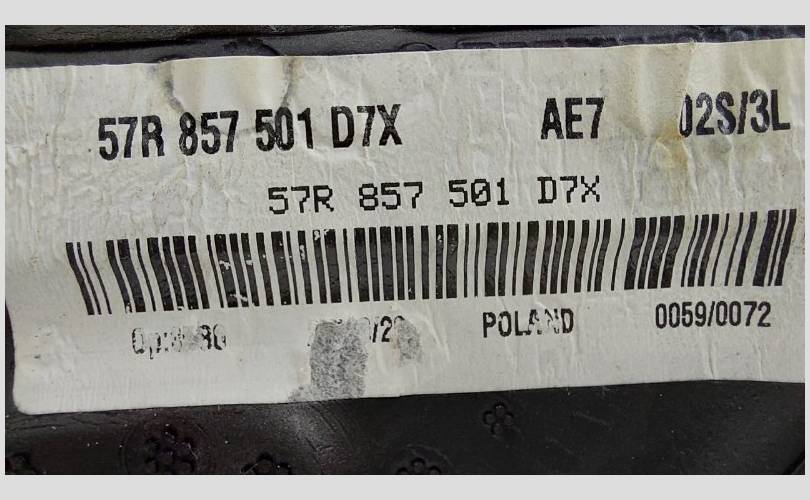 57R 857 501 D7X AE7 02S/3L
57R 857 501 D7X
POLAND 0059/0072